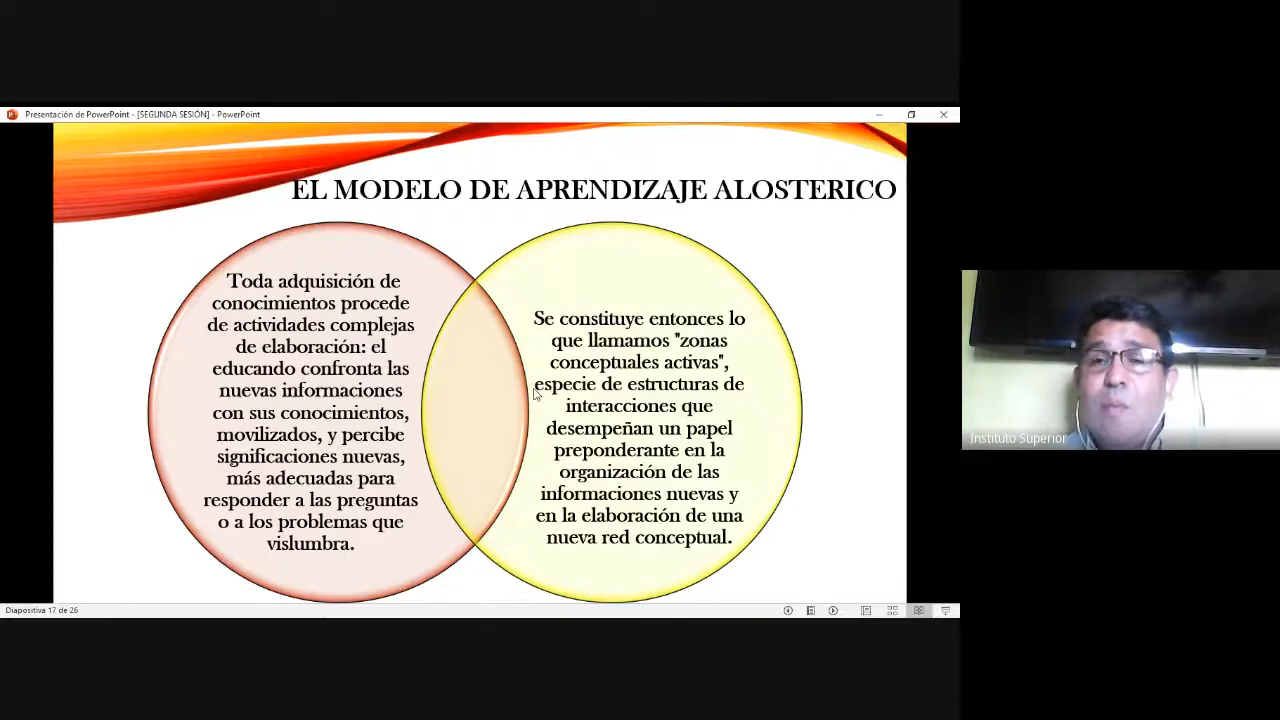 Presentación de PowerPoint - [SEGUNDA SESIÓN] - PowerPoint
EL MODELO DE APRENDIZAJE ALOSTERICO
Toda adquisición de
conocimientos procede
de actividades complejas
de elaboración: el
educando confronta las
nuevas informaciones
con sus conocimientos,
movilizados, y percibe
significaciones nuevas,
más adecuadas para
responder a las preguntas
o a los problemas que
vislumbra.
Se constituye entonces lo
que llamamos "zonas
conceptuales activas",
especie de estructuras de
interacciones que
desempeñan un papel
preponderante en la
organización de las
informaciones nuevas y
en la elaboración de una
nueva red conceptual.
Instituto Superior
Diapositiva 17 de 26